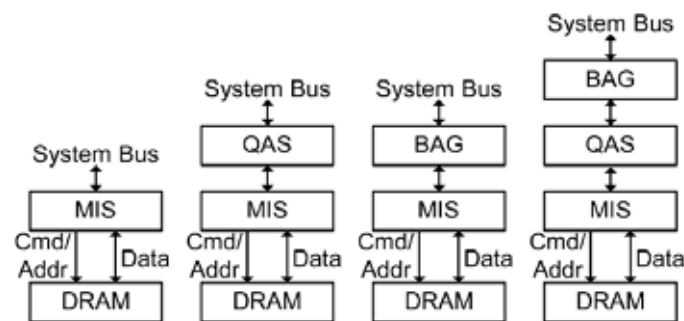 System Bus
BAG
System Bus System Bus
QAS BAG QAS
System Bus
MIS MIS MIS MIS
Cmd/ Cmd/ Cmd/ Cmd/
Data Data Data Data
Addr Addr Addr Addr
DRAM DRAM DRAM DRAM